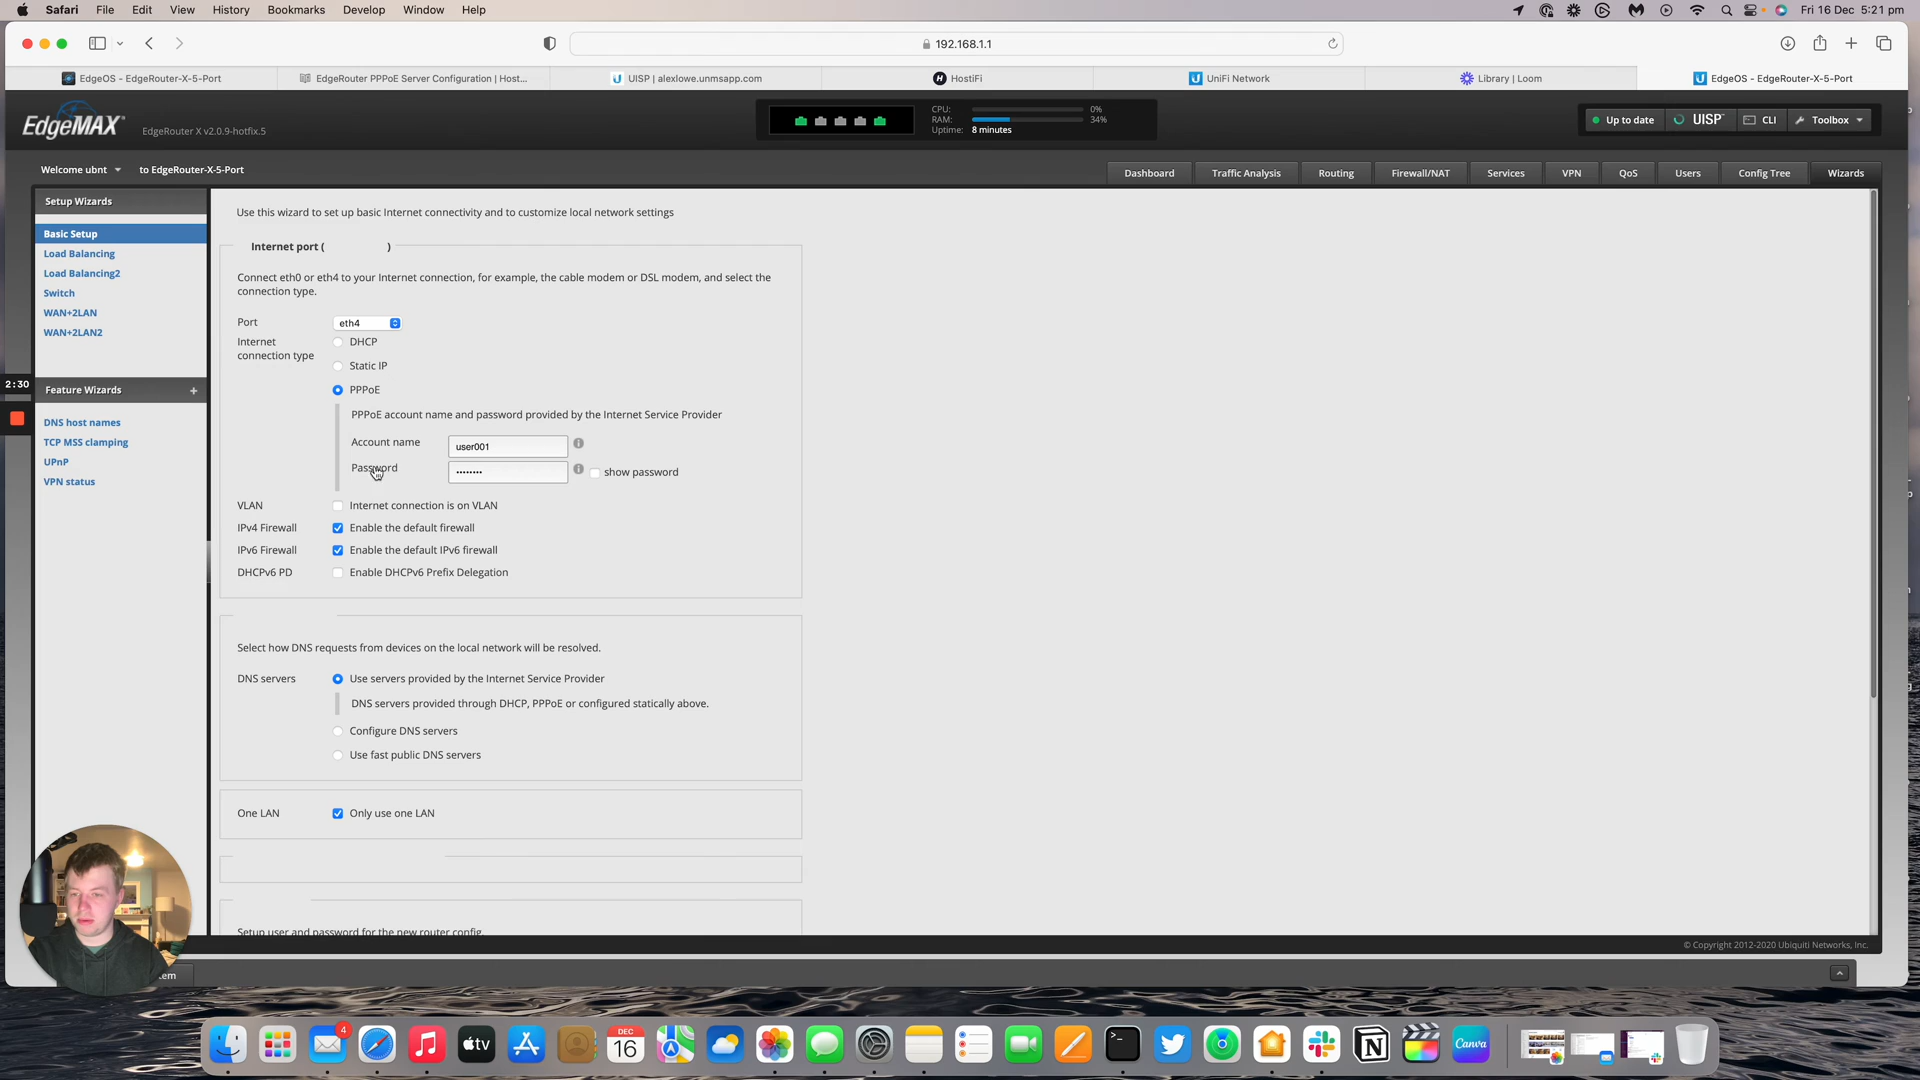 Safari File Edit View History Bookmarks Develop Window Help Fri 16 Dec 5:21 pm
192.168.1.1
EdgeOS - EdgeRouter-X-5-Port
EdgeRouter PPPoE Server Configuration | Host...
UISP | alexlowe.unmsapp.com
HostiFi
UniFi Network
Library | Loom
EdgeOS - EdgeRouter-X-5-Port
EdgeMAX EdgeRouter X v2.0.9-hotfix.5
CPU: 0%
RAM: 34%
Uptime: 8 minutes
Up to date UISP CLI Toolbox
Welcome ubnt to EdgeRouter-X-5-Port
Dashboard Traffic Analysis Routing Firewall/NAT Services VPN QoS Users Config Tree Wizards
Setup Wizards
Basic Setup
Load Balancing
Load Balancing2
Switch
WAN+2LAN
WAN+2LAN2
2:30
Feature Wizards +
DNS host names
TCP MSS clamping
UPnP
VPN status
Use this wizard to set up basic Internet connectivity and to customize local network settings
Internet port ( )
Connect eth0 or eth4 to your Internet connection, for example, the cable modem or DSL modem, and select the
connection type.
Port eth4
Internet
connection type
DHCP
Static IP
PPPoE
PPPoE account name and password provided by the Internet Service Provider
Account name user001
Password •••••••• show password
VLAN Internet connection is on VLAN
IPv4 Firewall Enable the default firewall
IPv6 Firewall Enable the default IPv6 firewall
DHCPv6 PD Enable DHCPv6 Prefix Delegation
Select how DNS requests from devices on the local network will be resolved.
DNS servers Use servers provided by the Internet Service Provider
DNS servers provided through DHCP, PPPoE or configured statically above.
Configure DNS servers
Use fast public DNS servers
One LAN Only use one LAN
Setup user and password for the new router config.
© Copyright 2012-2020 Ubiquiti Networks, Inc.
4
tv
DEC
16
Canva